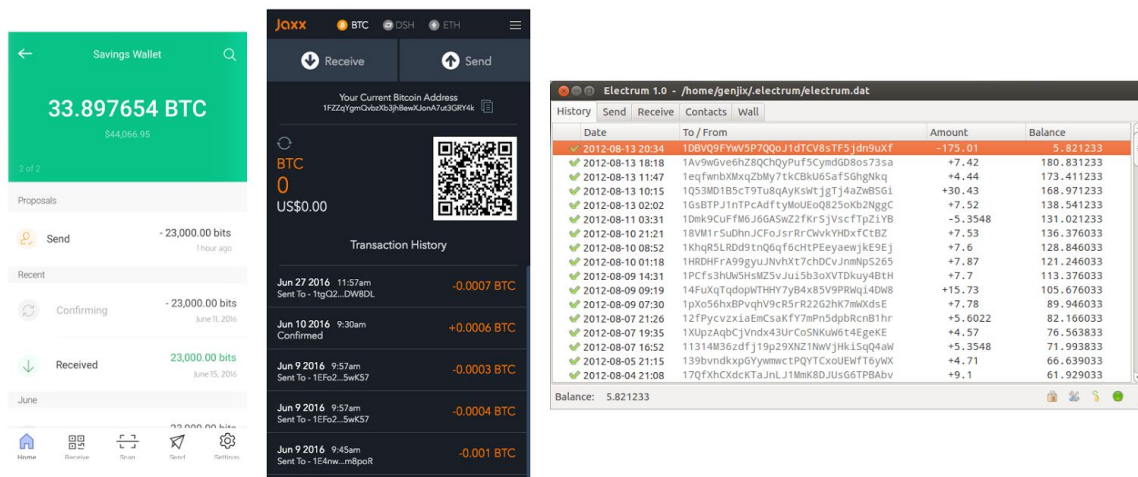 Savings Wallet
33.897654 BTC
$44,066.95
2 of 2
Proposals
Send - 23,000.00 bits
1 hour ago
Recent
Confirming - 23,000.00 bits
June 11, 2016
Received 23,000.00 bits
June 15, 2016
June
Home Receive Scan Send Settings
Jaxx BTC DSH ETH
Receive Send
Your Current Bitcoin Address
1FZZqYgmQvbzXb3jhBewXJonA7ut3GRY4k
BTC
0
US$0.00
Transaction History
Jun 27 2016 11:57am
Sent To - 1tgQ2...DW8DL -0.0007 BTC
Jun 10 2016 9:30am
Confirmed +0.0006 BTC
Jun 9 2016 9:57am
Sent To - 1EFo2...5wKS7 -0.0003 BTC
Jun 9 2016 9:57am
Sent To - 1EFo2...5wKS7 -0.0004 BTC
Jun 9 2016 9:45am
Sent To - 1E4nw...m8poR -0.001 BTC
Electrum 1.0 - /home/genjix/.electrum/electrum.dat
History Send Receive Contacts Wall
Date To / From Amount Balance
2012-08-13 20:34 1DBVQ9FYwV5P7QQoJ1dTCV8sTF5jdn9uXf -175.01 5.821233
2012-08-13 18:18 1Av9wGve6hZ8QChQyPuf5CymdGD8os73sa +7.42 180.831233
2012-08-13 11:47 1eqfwnbXMxqZbMy7tkCBkU6SafSGhgNkq +4.44 173.411233
2012-08-13 10:15 1Q53MD1B5cT9Tu8qAyKsWtjgTj4aZwBSGi +30.43 168.971233
2012-08-13 02:02 1GsBTPJ1nTPcAdftyMoUEoQ825oKb2NggC +7.52 138.541233
2012-08-11 03:31 1Dmk9CuFfM6J6GASwZ2fKrSjVscfTpZiYB -5.3548 131.021233
2012-08-10 21:21 18VM1rSuDhnJCFoJsrRrCWvkYHDxfCtBZ +7.53 136.376033
2012-08-10 08:52 1KhqR5LRDd9tnQ6qf6cHtPEeyaewjkE9Ej +7.6 128.846033
2012-08-10 01:18 1HRDHFrA99gyuJNvhXt7chDCvJnmNpS265 +7.87 121.246033
2012-08-09 14:31 1PCfs3hUW5HsMZ5vJui5b3oXVTDkuy4BtH +7.7 113.376033
2012-08-09 09:19 14FuXqTqdopWTHHY7yB4x85V9PRWqi4DW8 +15.73 105.676033
2012-08-09 07:30 1pXo56hxBPvqhV9cR5rR22G2hK7mWXdsE +7.78 89.946033
2012-08-07 21:26 12fPycvzxiaEmCsaKfY7mPn5dpbRcnB1hr +5.6022 82.166033
2012-08-07 19:35 1XUpzAqbCjVndx43UrCoSNKuW6t4EgeKE +4.57 76.563833
2012-08-07 16:52 11314M36zdfj19p29XNZ1NwVjHkiSqQ4aW +5.3548 71.993833
2012-08-05 21:15 139bvndkxpGYywmwctPQYTCxoUEWfT6yWX +4.71 66.639033
2012-08-04 21:08 17QfXhCXdcKTaJnLJ1MmK8DJUsG6TPBAbv +9.1 61.929033
Balance: 5.821233